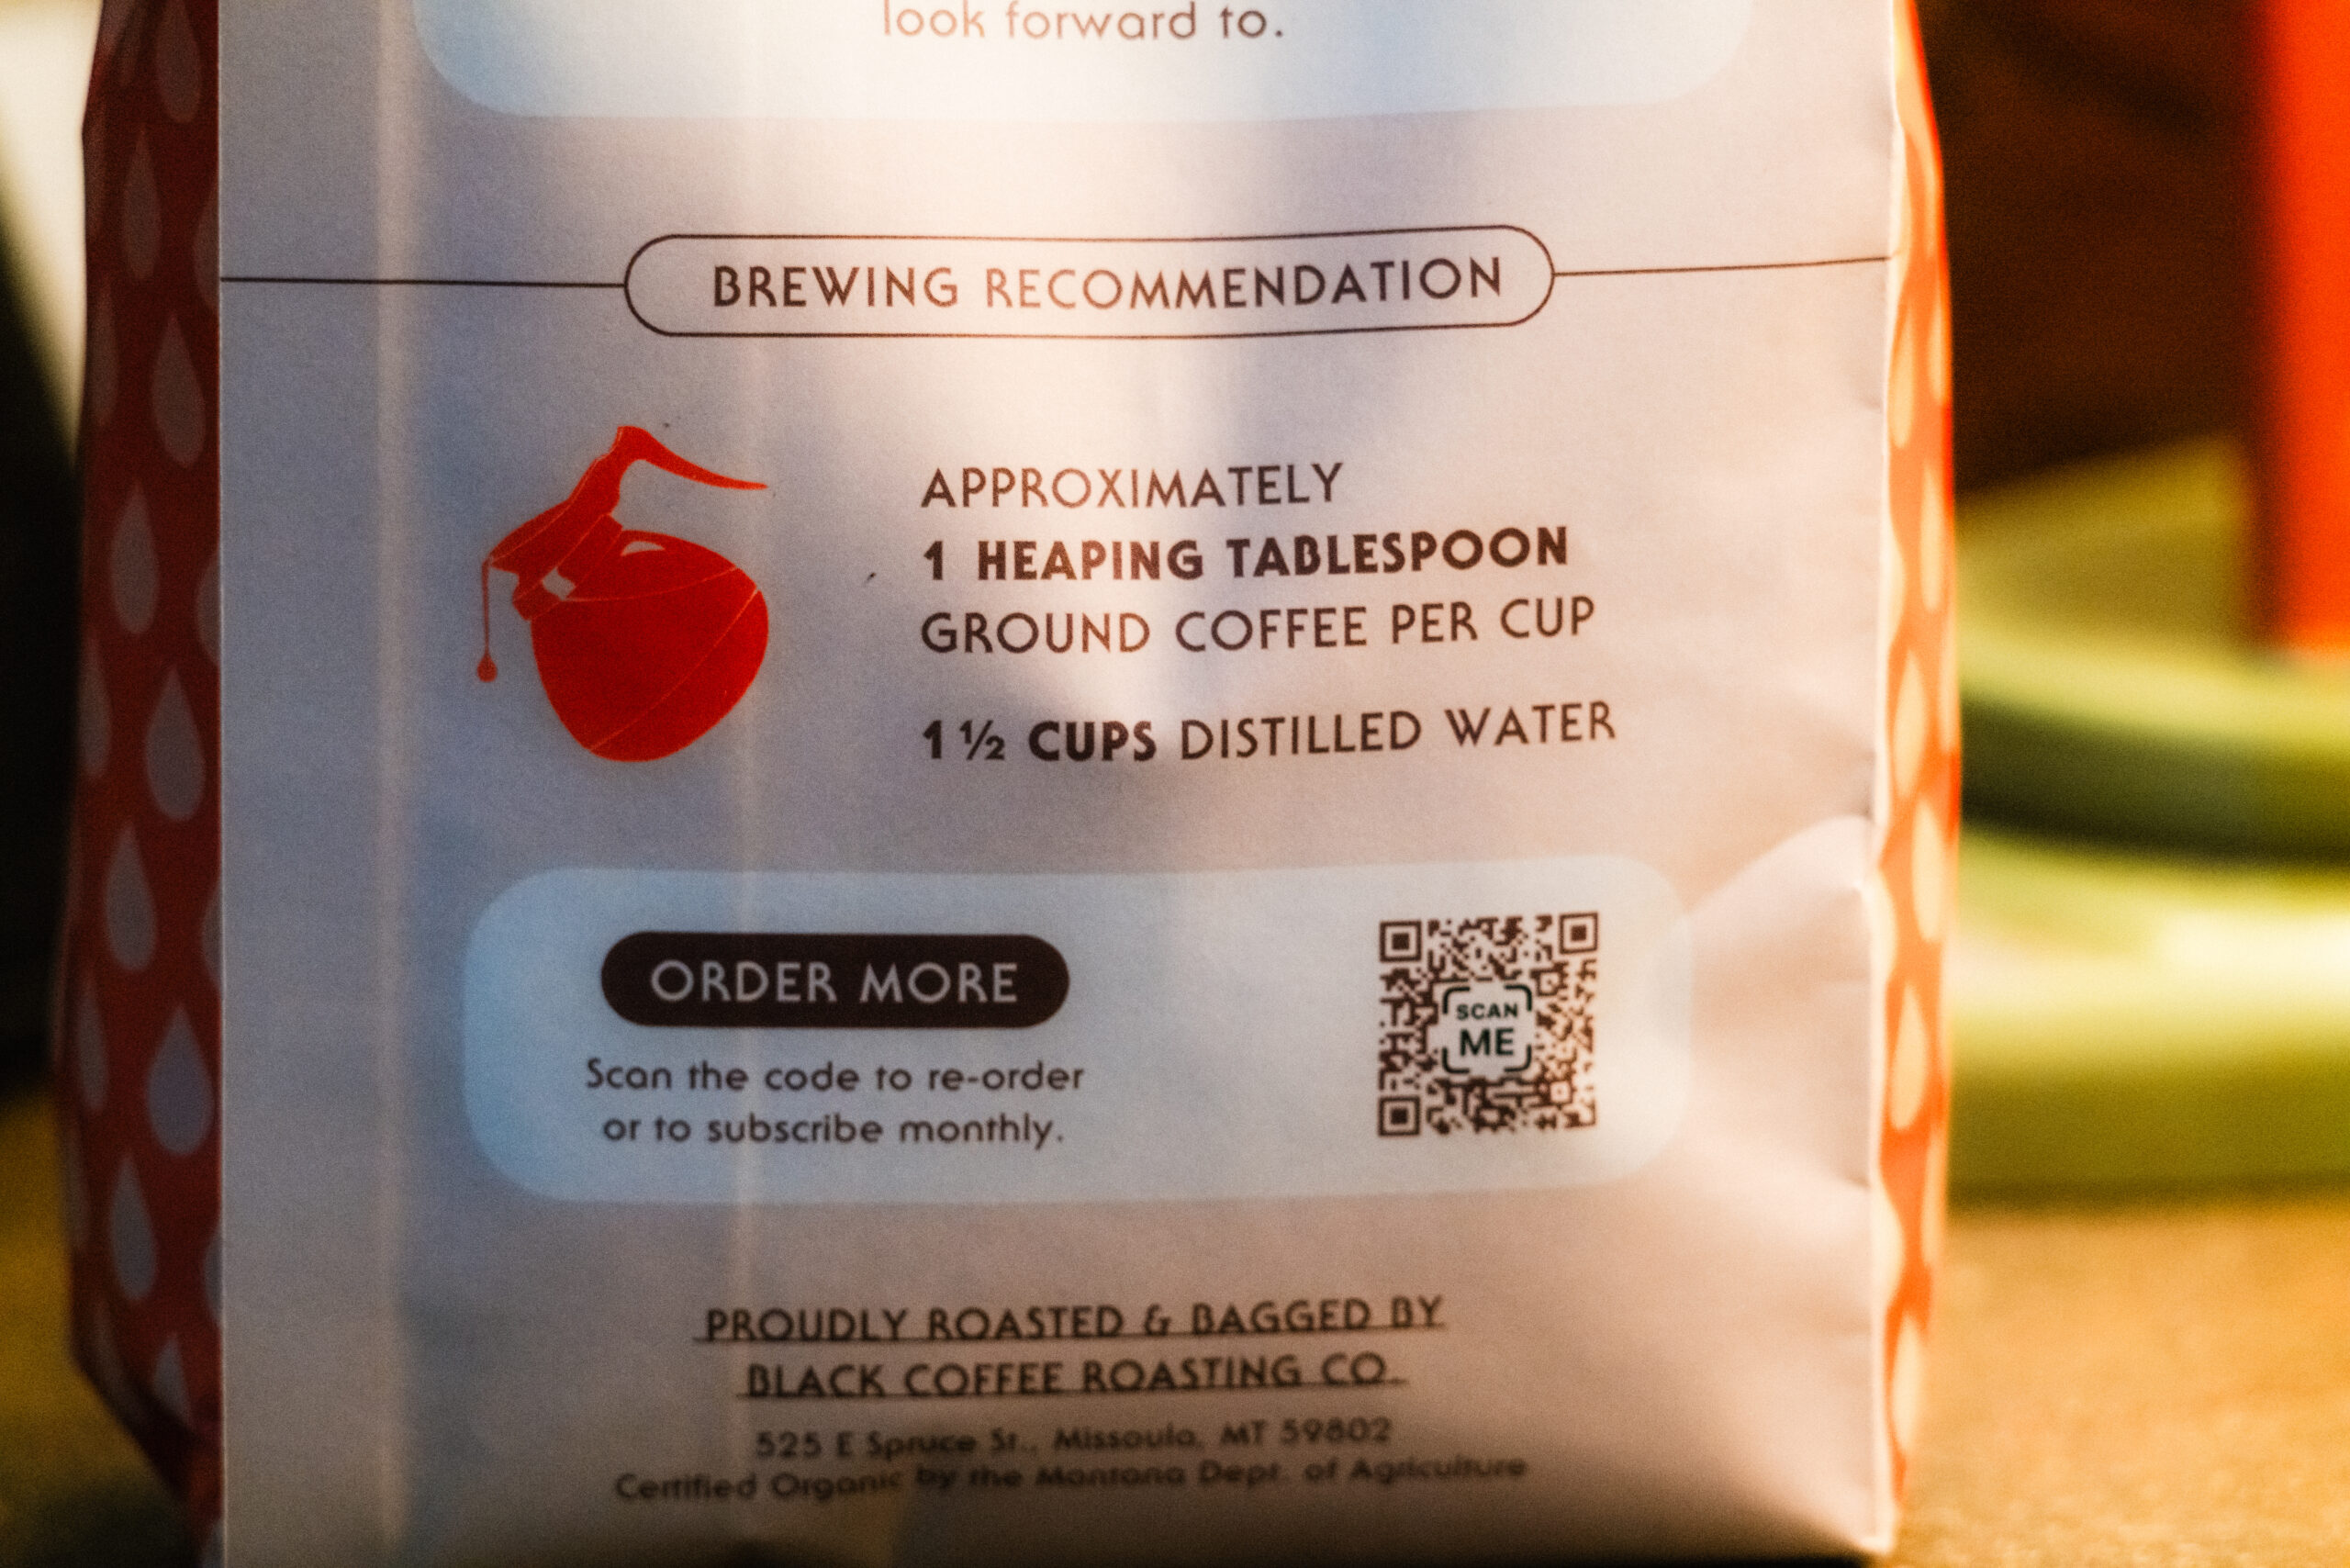 look forward to.
BREWING RECOMMENDATION
APPROXIMATELY
1 HEAPING TABLESPOON
GROUND COFFEE PER CUP
1 ½ CUPS DISTILLED WATER
ORDER MORE
Scan the code to re-order
or to subscribe monthly.
SCAN
ME
PROUDLY ROASTED & BAGGED BY
BLACK COFFEE ROASTING CO.
525 E Spruce St., Missoula, MT 59802
Certified Organic by the Montana Dept. of Agriculture